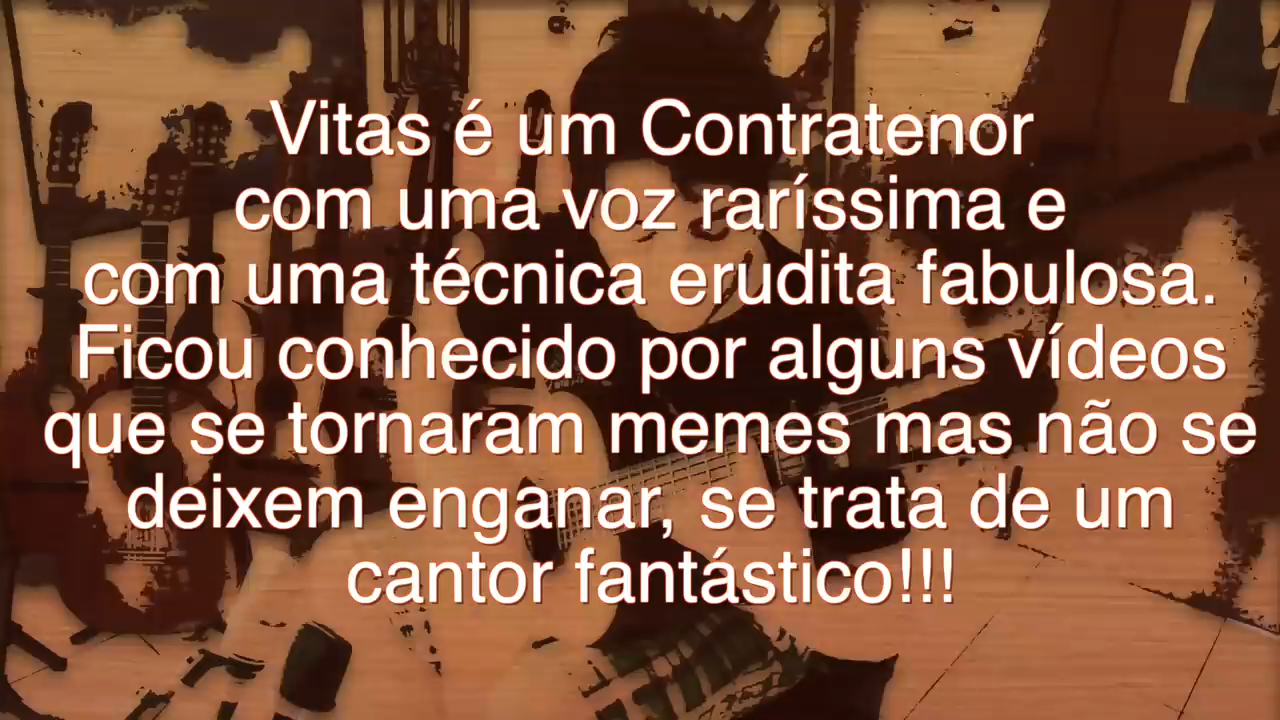 Vitas é um Contratenor
com uma voz raríssima e
com uma técnica erudita fabulosa.
Ficou conhecido por alguns vídeos
que se tornaram memes mas não se
deixem enganar, se trata de um
cantor fantástico!!!